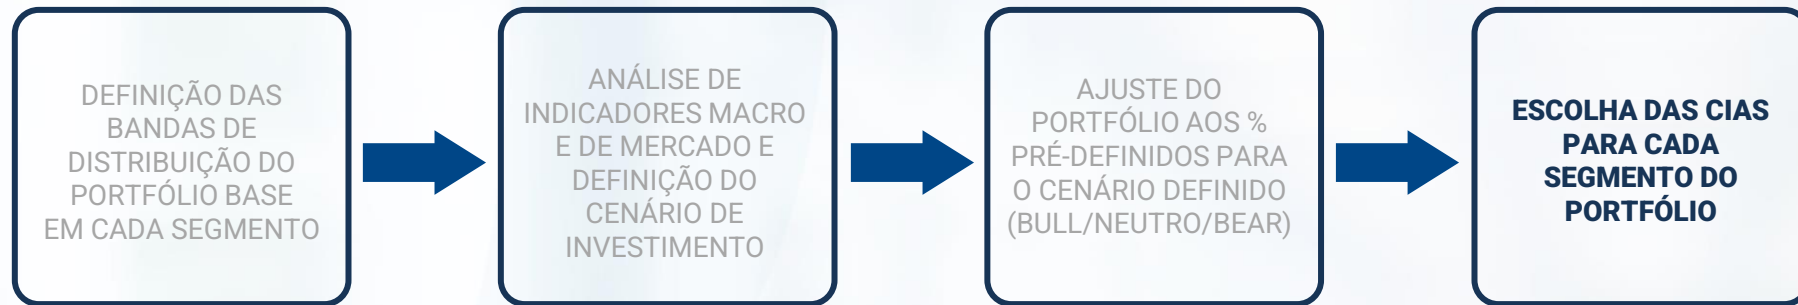 DEFINIÇÃO DAS
BANDAS DE
DISTRIBUIÇÃO DO
PORTFÓLIO BASE
EM CADA SEGMENTO
ANÁLISE DE
INDICADORES MACRO
E DE MERCADO E
DEFINIÇÃO DO
CENÁRIO DE
INVESTIMENTO
AJUSTE DO
PORTFÓLIO AOS %
PRÉ-DEFINIDOS PARA
O CENÁRIO DEFINIDO
(BULL/NEUTRO/BEAR)
ESCOLHA DAS CIAS
PARA CADA
SEGMENTO DO
PORTFÓLIO